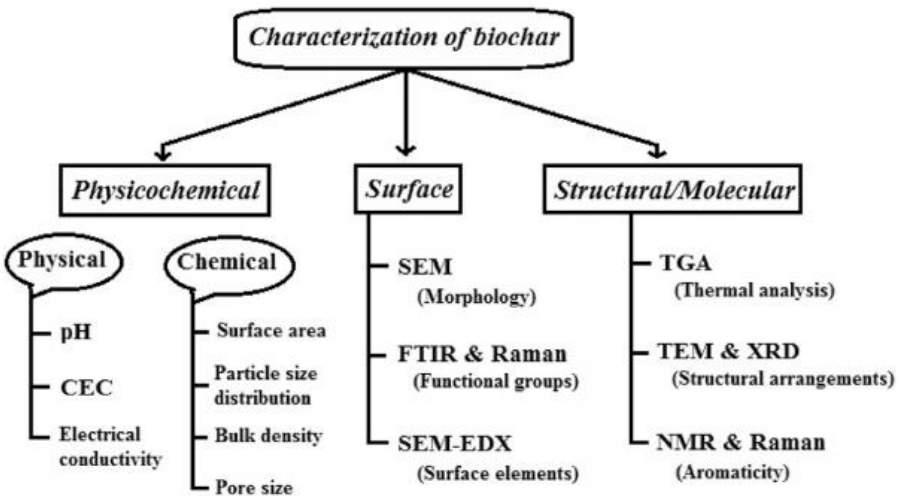 Characterization of biochar
Physicochemical
Physical
pH
CEC
Electrical
conductivity
Chemical
Surface area
Particle size
distribution
Bulk density
Pore size
Surface
SEM
(Morphology)
FTIR & Raman
(Functional groups)
SEM-EDX
(Surface elements)
Structural/Molecular
TGA
(Thermal analysis)
TEM & XRD
(Structural arrangements)
NMR & Raman
(Aromaticity)